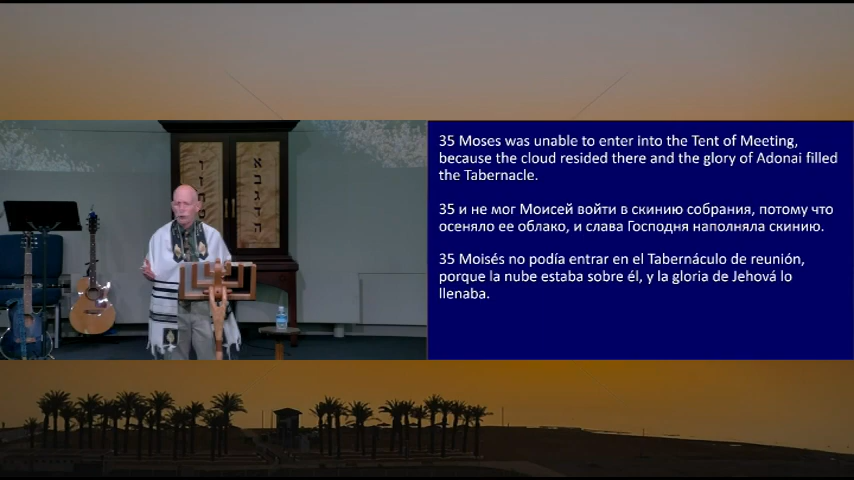 35 Moses was unable to enter into the Tent of Meeting,
because the cloud resided there and the glory of Adonai filled
the Tabernacle.
35 и не мог Моисей войти в скинию собрания, потому что
осеняло ее облако, и слава Господня наполняла скинию.
35 Moisés no podía entrar en el Tabernáculo de reunión,
porque la nube estaba sobre él, y la gloria de Jehová lo
llenaba.
א
ב
ג
ד
ה
ו
ז